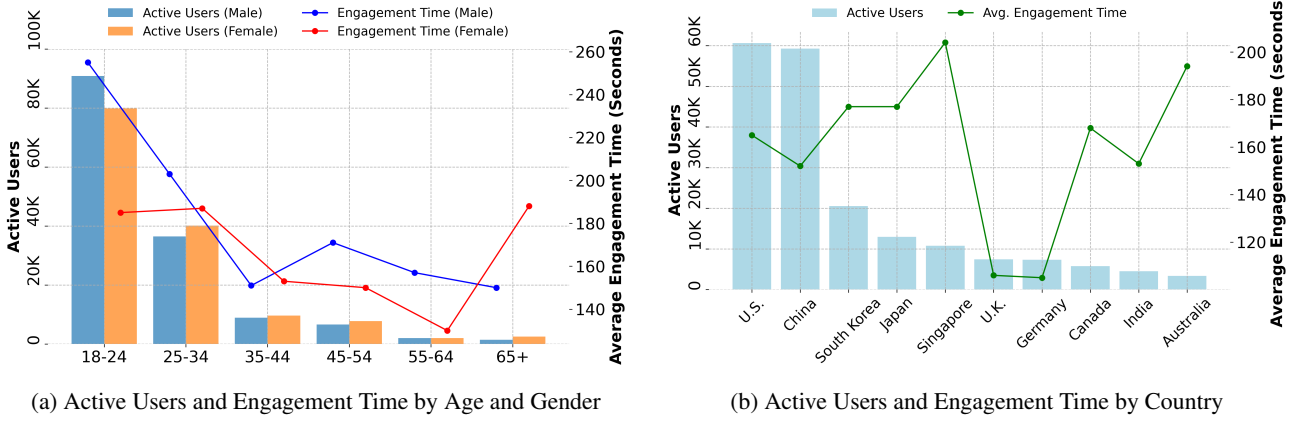 Active Users (Male)
Active Users (Female)
Engagement Time (Male)
Engagement Time (Female)
100K
80K
60K
40K
20K
0
Active Users
260
240
220
200
180
160
140
Average Engagement Time (Seconds)
18-24 25-34 35-44 45-54 55-64 65+
(a) Active Users and Engagement Time by Age and Gender
Active Users
Avg. Engagement Time
60K
50K
40K
30K
20K
10K
0
Active Users
200
180
160
140
120
Average Engagement Time (seconds
U.S. China South Korea Japan Singapore U.K. Germany Canada India Australia
(b) Active Users and Engagement Time by Country